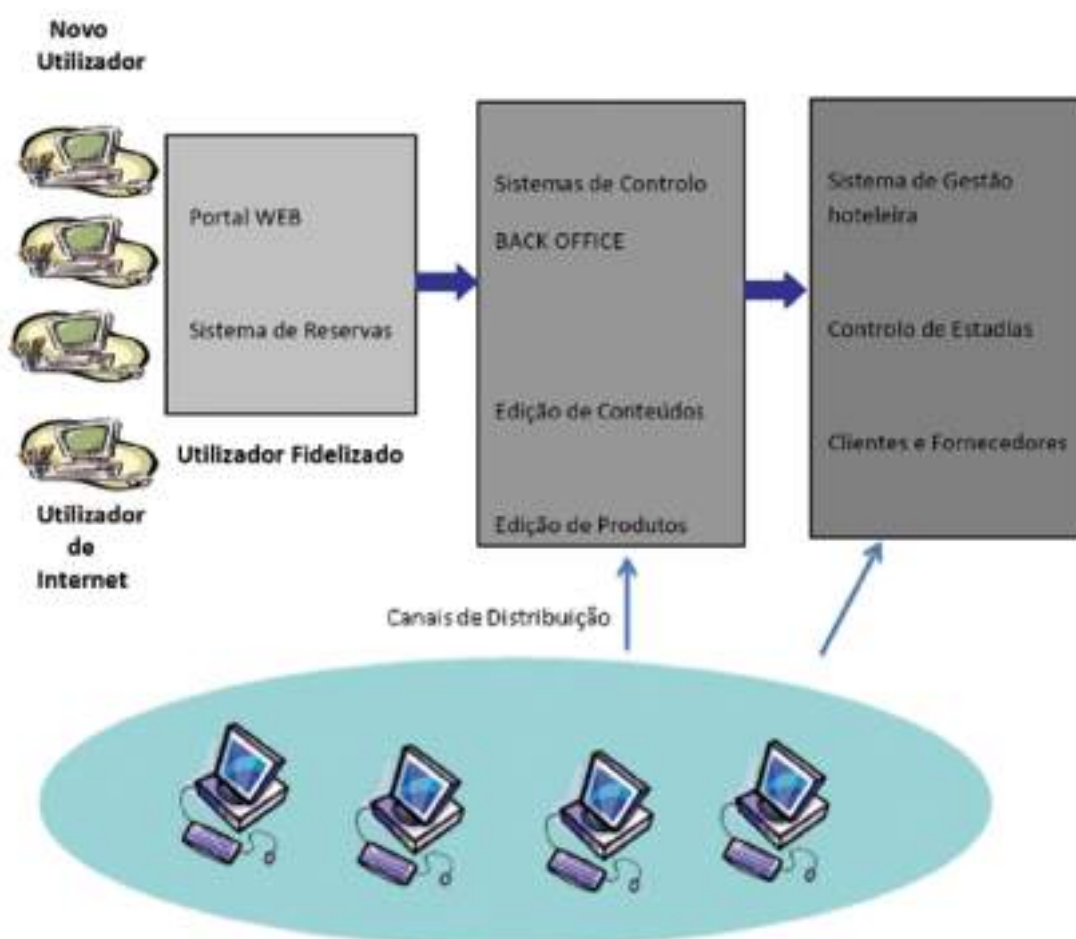 Novo
Utilizador
Portal WEB
Sistema de Reservas
Utilizador Fidelizado
Utilizador
de
Internet
Sistemas de Controlo
BACK OFFICE
Edição de Conteúdos
Edição de Produtos
Sistema de Gestão
hoteleira
Controlo de Estadias
Clientes e Fornecedores
Canais de Distribuição